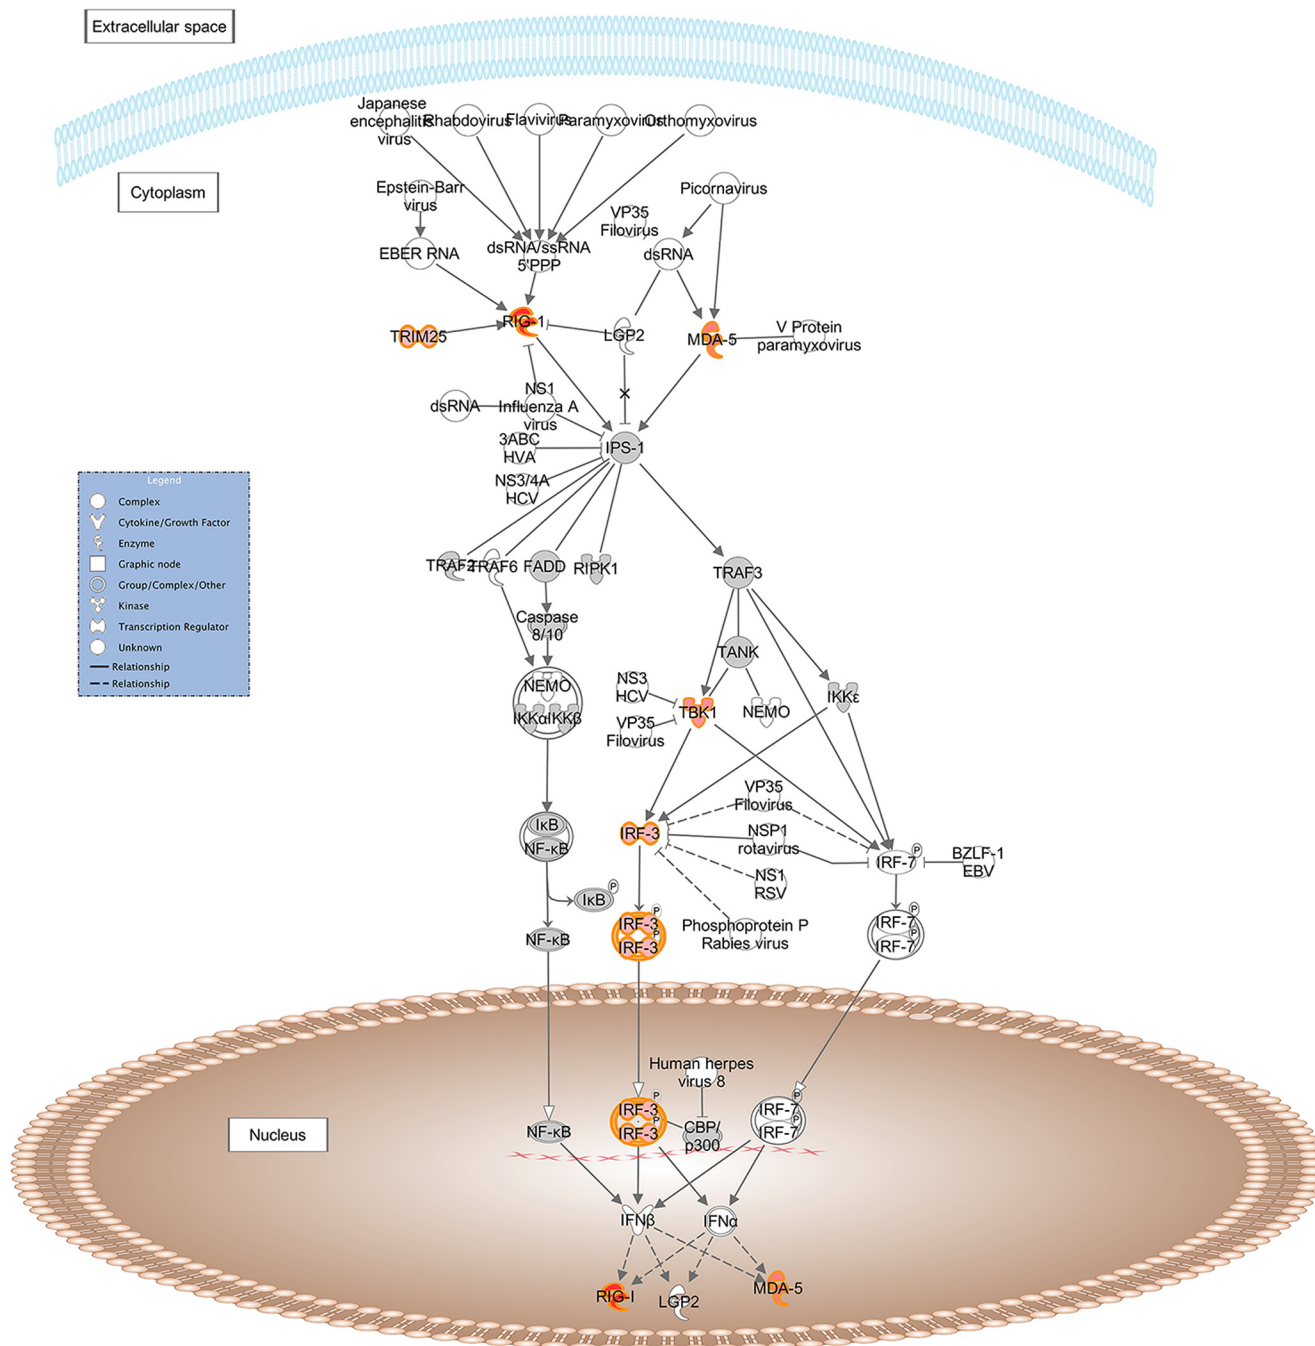 Extracellular space
Japanese
encephalitis
virus
Rhabdovirus
Flavivirus
Paramyxovirus
Orthomyxovirus
Cytoplasm
Epstein-Barr
virus
Picornavirus
VP35
Filovirus
EBER RNA
dsRNA/ssRNA
5'PPP
dsRNA
TRIM25
RIG-1
LGP2
MDA-5
V Protein
paramyxovirus
dsRNA
NS1
Influenza A
virus
3ABC
HVA
IPS-1
NS3/4A
HCV
Legend
Complex
Cytokine/Growth Factor
Enzyme
Graphic node
Group/Complex/Other
Kinase
Transcription Regulator
Unknown
Relationship
Relationship
TRAF2
TRAF6
FADD
RIPK1
TRAF3
Caspase
8/10
TANK
NEMO
IKKα
IKKβ
NS3
HCV
TBK1
NEMO
IKKε
VP35
Filovirus
VP35
Filovirus
IκB
NF-κB
IRF-3
NSP1
rotavirus
IRF-7
P
BZLF-1
EBV
NS1
RSV
IκB
P
NF-κB
IRF-3
P
IRF-3
P
Phosphoprotein P
Rabies virus
IRF-7
P
IRF-7
P
Human herpes
virus 8
Nucleus
NF-κB
IRF-3
P
IRF-3
P
CBP/
p300
IRF-7
P
IRF-7
P
IFNβ
IFNα
RIG-I
LGP2
MDA-5